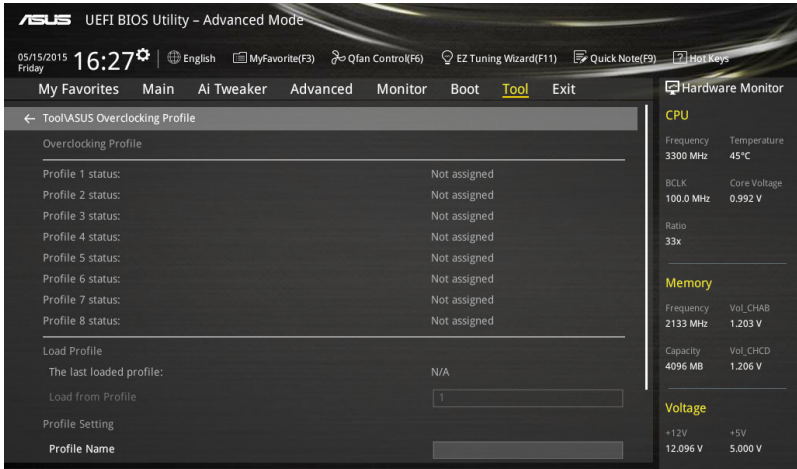 ASUS UEFI BIOS Utility – Advanced Mode
05/15/2015 Friday 16:27 English MyFavorite(F3) Qfan Control(F6) EZ Tuning Wizard(F11) Quick Note(F9) ? Hot Keys
My Favorites Main Ai Tweaker Advanced Monitor Boot Tool Exit
Hardware Monitor
← Tool\ASUS Overclocking Profile
Overclocking Profile
Profile 1 status: Not assigned
Profile 2 status: Not assigned
Profile 3 status: Not assigned
Profile 4 status: Not assigned
Profile 5 status: Not assigned
Profile 6 status: Not assigned
Profile 7 status: Not assigned
Profile 8 status: Not assigned
Load Profile
The last loaded profile: N/A
Load from Profile 1
Profile Setting
Profile Name
CPU
Frequency Temperature
3300 MHz 45°C
BCLK Core Voltage
100.0 MHz 0.992 V
Ratio
33x
Memory
Frequency Vol_CHAB
2133 MHz 1.203 V
Capacity Vol_CHCD
4096 MB 1.206 V
Voltage
+12V +5V
12.096 V 5.000 V